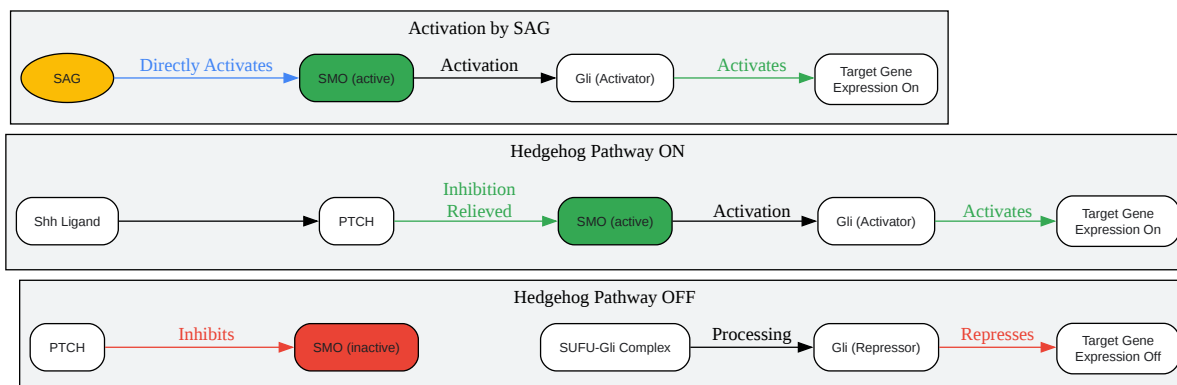 Activation by SAG
SAG
Directly Activates
SMO (active)
Activation
Gli (Activator)
Activates
Target Gene
Expression On
Hedgehog Pathway ON
Shh Ligand
PTCH
Inhibition
Relieved
SMO (active)
Activation
Gli (Activator)
Activates
Target Gene
Expression On
Hedgehog Pathway OFF
PTCH
Inhibits
SMO (inactive)
SUFU-Gli Complex
Processing
Gli (Repressor)
Represses
Target Gene
Expression Off